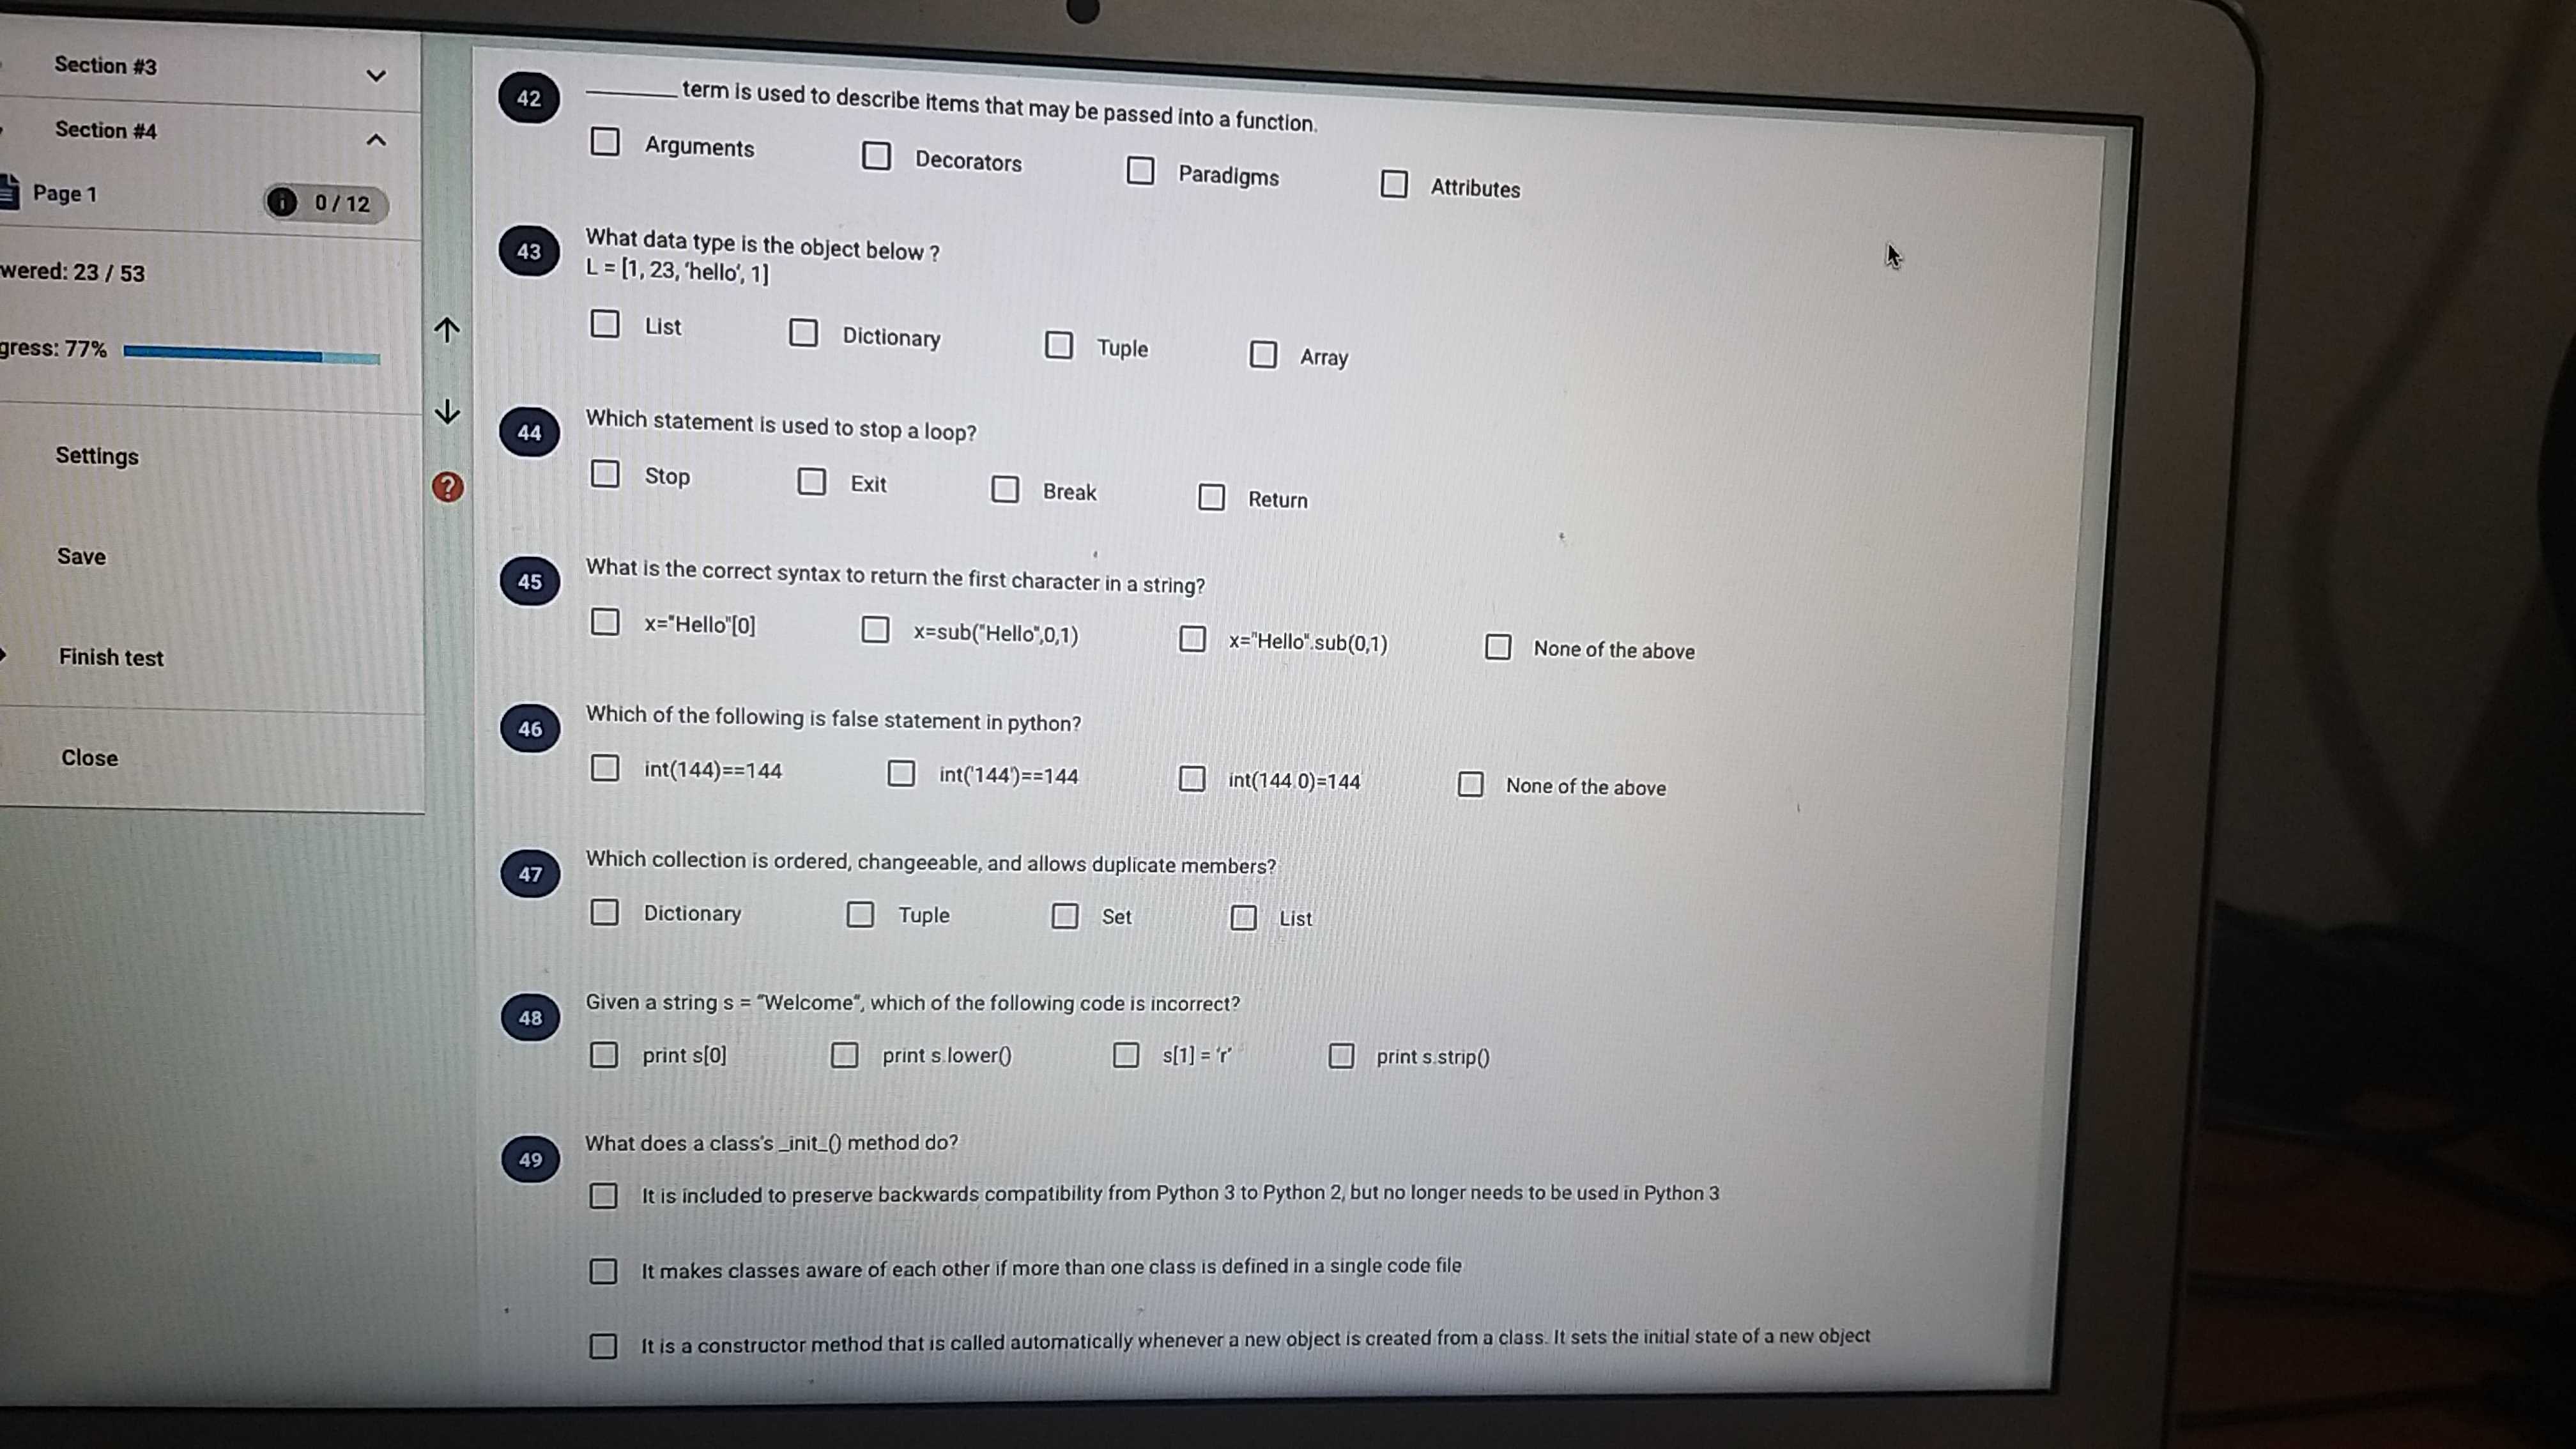 Section #3
Section #4
Page 1
i 0 / 12
wered: 23 / 53
gress: 77%
?
Settings
Save
Finish test
Close
42 ________ term is used to describe items that may be passed into a function.
Arguments Decorators Paradigms Attributes
43 What data type is the object below ?
L = [1, 23, ‘hello’, 1]
List Dictionary Tuple Array
44 Which statement is used to stop a loop?
Stop Exit Break Return
45 What is the correct syntax to return the first character in a string?
x="Hello"[0] x=sub("Hello",0,1) x="Hello".sub(0,1) None of the above
46 Which of the following is false statement in python?
int(144)==144 int('144')==144 int(144.0)=144 None of the above
47 Which collection is ordered, changeeable, and allows duplicate members?
Dictionary Tuple Set List
48 Given a string s = “Welcome”, which of the following code is incorrect?
print s[0] print s.lower() s[1] = ‘r’ print s.strip()
49 What does a class's _init_() method do?
It is included to preserve backwards compatibility from Python 3 to Python 2, but no longer needs to be used in Python 3
It makes classes aware of each other if more than one class is defined in a single code file
It is a constructor method that is called automatically whenever a new object is created from a class. It sets the initial state of a new object